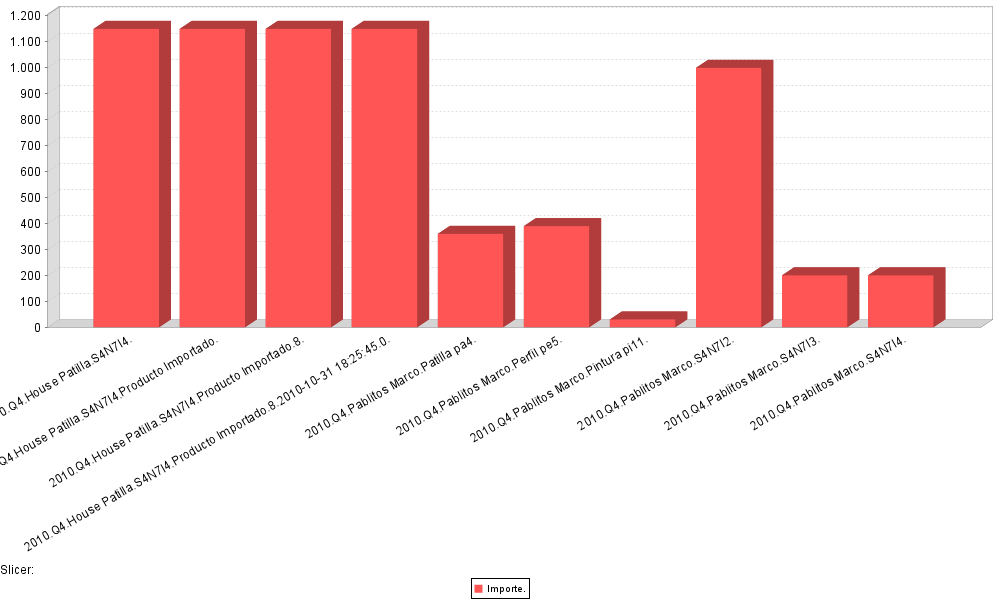 1.200
1.100
1.000
900
800
700
600
500
400
300
200
100
0
0.Q4.House Patilla.S4N7I4.
Q4.House Patilla.S4N7I4.Producto Importado.
2010.Q4.House Patilla.S4N7I4.Producto Importado.8.
2010.Q4.House Patilla.S4N7I4.Producto Importado.8.2010-10-31 18:25:45.0.
2010.Q4.Pablitos Marco.Patilla pa4.
2010.Q4.Pablitos Marco.Perfil pe5.
2010.Q4.Pablitos Marco.Pintura pi11.
2010.Q4.Pablitos Marco.S4N7I2.
2010.Q4.Pablitos Marco.S4N7I3.
2010.Q4.Pablitos Marco.S4N7I4.
Slicer:
Importe.